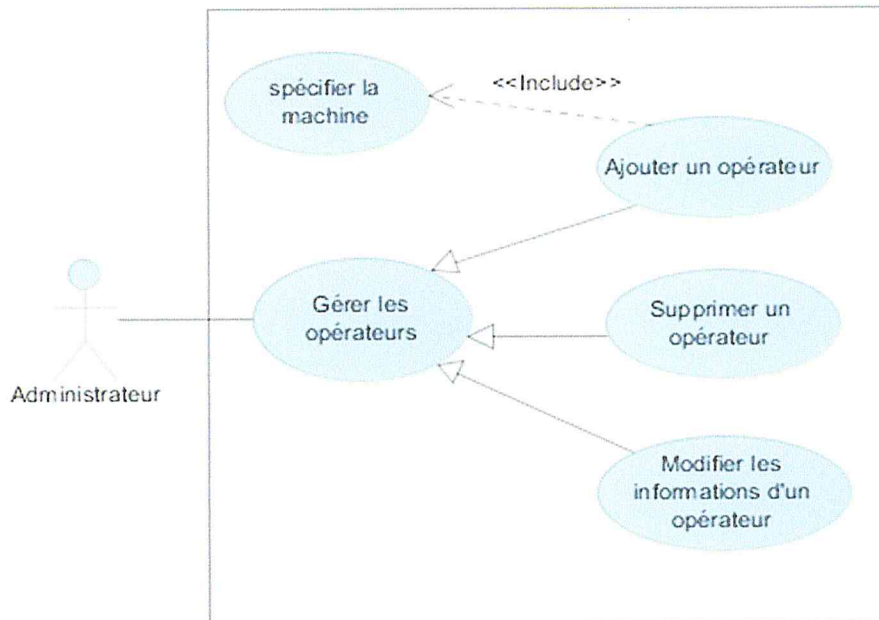 spécifier la
machine
<<Include>>
Ajouter un opérateur
Gérer les
opérateurs
Supprimer un
opérateur
Administrateur
Modifier les
informations d'un
opérateur